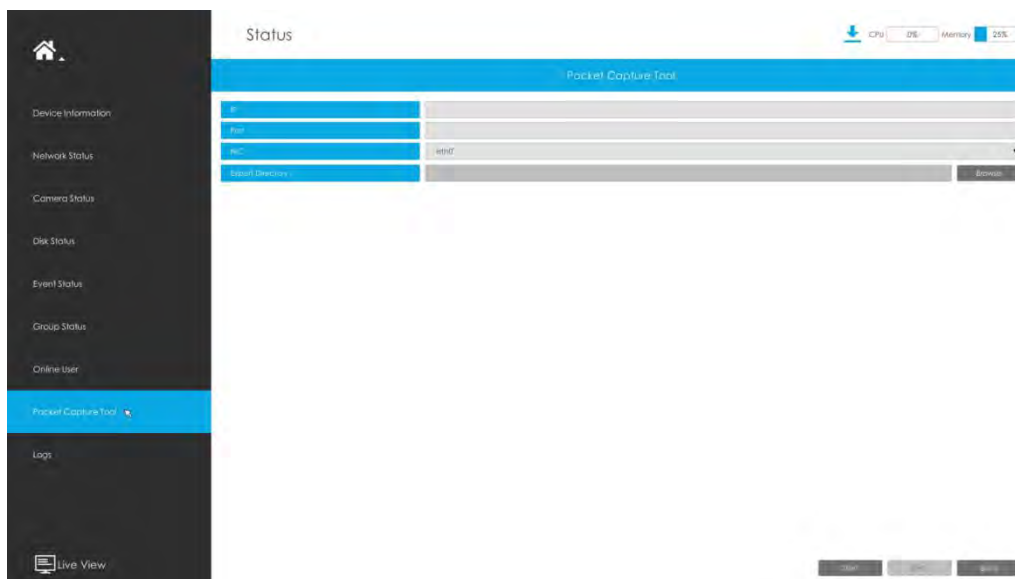 Status
CPU 0% Memory 25%
Packet Capture Tool
Device Information
Network Status
Camera Status
Disk Status
Event Status
Group Status
Online User
Packet Capture Tool
Logs
Live View
IP
Port
NIC
Export Directory
Browse
Start
Back